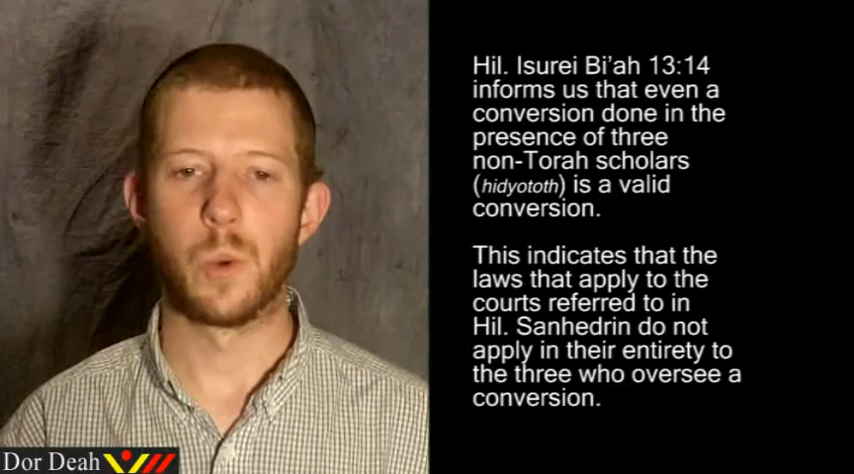 Hil. Isurei Bi'ah 13:14
informs us that even a
conversion done in the
presence of three
non-Torah scholars
(hidyototh) is a valid
conversion.
This indicates that the
laws that apply to the
courts referred to in
Hil. Sanhedrin do not
apply in their entirety to
the three who oversee a
conversion.
Dor Deah